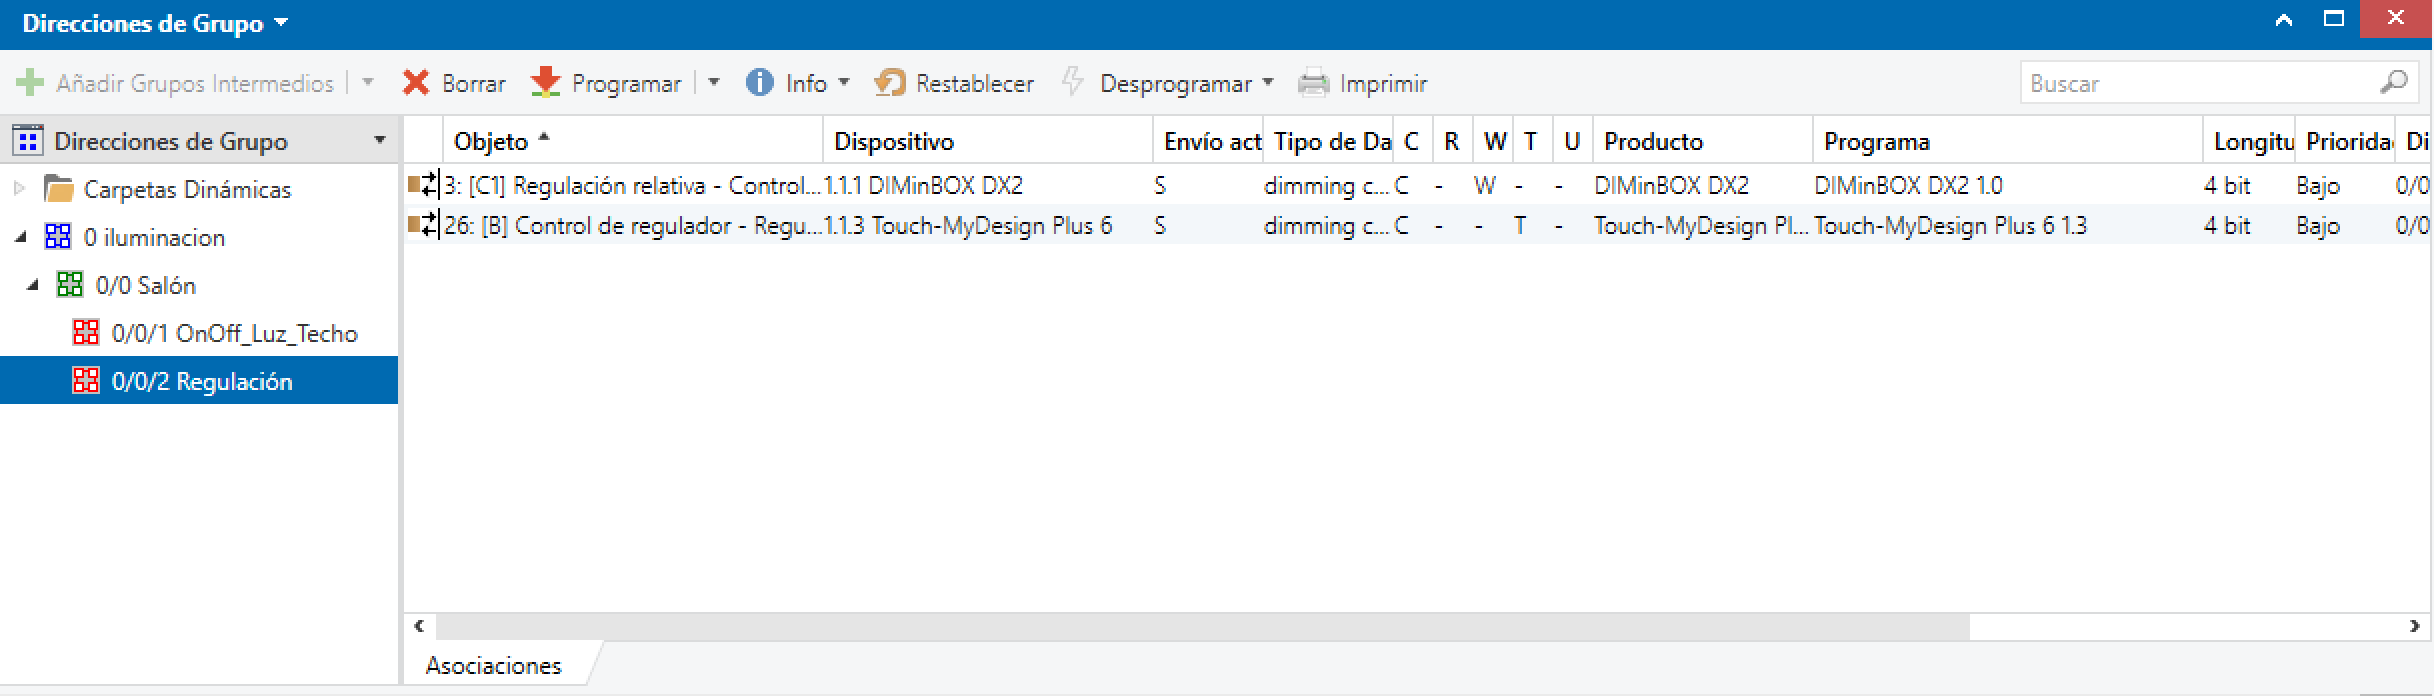 Direcciones de Grupo
Añadir Grupos Intermedios Borrar Programar Info Restablecer Desprogramar Imprimir Buscar
Direcciones de Grupo Objeto Dispositivo Envío act Tipo de Da C R W T U Producto Programa Longitu Priorida Di
Carpetas Dinámicas 3: [C1] Regulación relativa - Control... 1.1.1 DIMinBOX DX2 S dimming c... C - W - - DIMinBOX DX2 DIMinBOX DX2 1.0 4 bit Bajo 0/0
26: [B] Control de regulador - Regu... 1.1.3 Touch-MyDesign Plus 6 S dimming c... C - - T - Touch-MyDesign Pl... Touch-MyDesign Plus 6 1.3 4 bit Bajo 0/0
0 iluminacion
0/0 Salón
0/0/1 OnOff_Luz_Techo
0/0/2 Regulación
Asociaciones